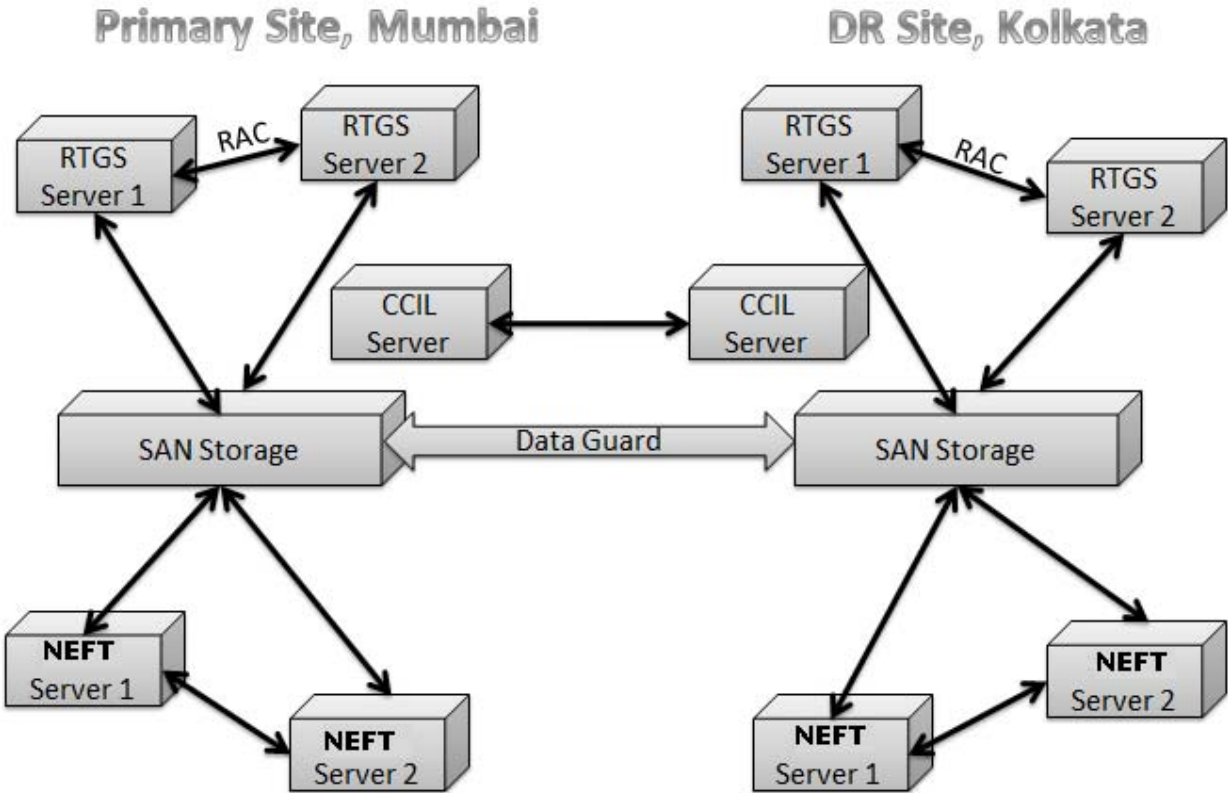 Primary Site, Mumbai
DR Site, Kolkata
RTGS
Server 1
RAC
RTGS
Server 2
RTGS
Server 1
RAC
RTGS
Server 2
CCIL
Server
CCIL
Server
SAN Storage
Data Guard
SAN Storage
NEFT
Server 1
NEFT
Server 2
NEFT
Server 1
NEFT
Server 2